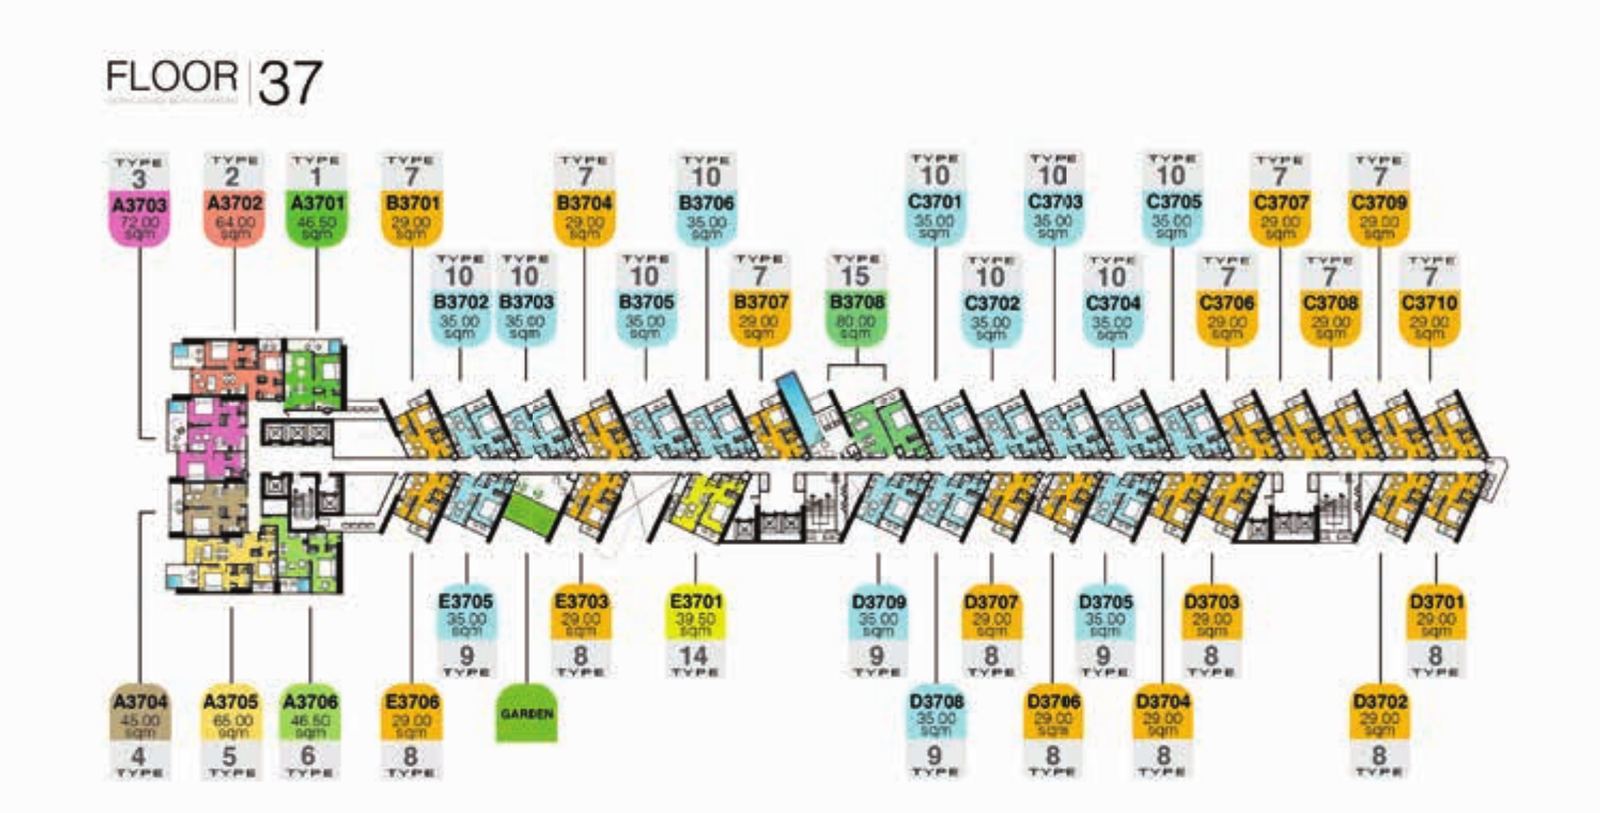 FLOOR 37
TYPE
3
A3703
72.00
sqm
TYPE
2
A3702
64.00
sqm
TYPE
1
A3701
46.50
sqm
TYPE
7
B3701
29.00
sqm
TYPE
7
B3704
29.00
sqm
TYPE
10
B3706
35.00
sqm
TYPE
10
C3701
35.00
sqm
TYPE
10
C3703
35.00
sqm
TYPE
10
C3705
35.00
sqm
TYPE
7
C3707
29.00
sqm
TYPE
7
C3709
29.00
sqm
TYPE
10
B3702
35.00
sqm
TYPE
10
B3703
35.00
sqm
TYPE
10
B3705
35.00
sqm
TYPE
7
B3707
29.00
sqm
TYPE
15
B3708
80.00
sqm
TYPE
10
C3702
35.00
sqm
TYPE
10
C3704
35.00
sqm
TYPE
7
C3706
29.00
sqm
TYPE
7
C3708
29.00
sqm
TYPE
7
C3710
29.00
sqm
E3705
35.00
sqm
9
TYPE
E3703
29.00
sqm
8
TYPE
E3701
39.50
sqm
14
TYPE
D3709
35.00
sqm
9
TYPE
D3707
29.00
sqm
8
TYPE
D3705
35.00
sqm
9
TYPE
D3703
29.00
sqm
8
TYPE
D3701
29.00
sqm
8
TYPE
A3704
45.00
sqm
4
TYPE
A3705
65.00
sqm
5
TYPE
A3706
46.50
sqm
6
TYPE
E3706
29.00
sqm
8
TYPE
GARDEN
D3708
35.00
sqm
9
TYPE
D3706
29.00
sqm
8
TYPE
D3704
29.00
sqm
8
TYPE
D3702
29.00
sqm
8
TYPE